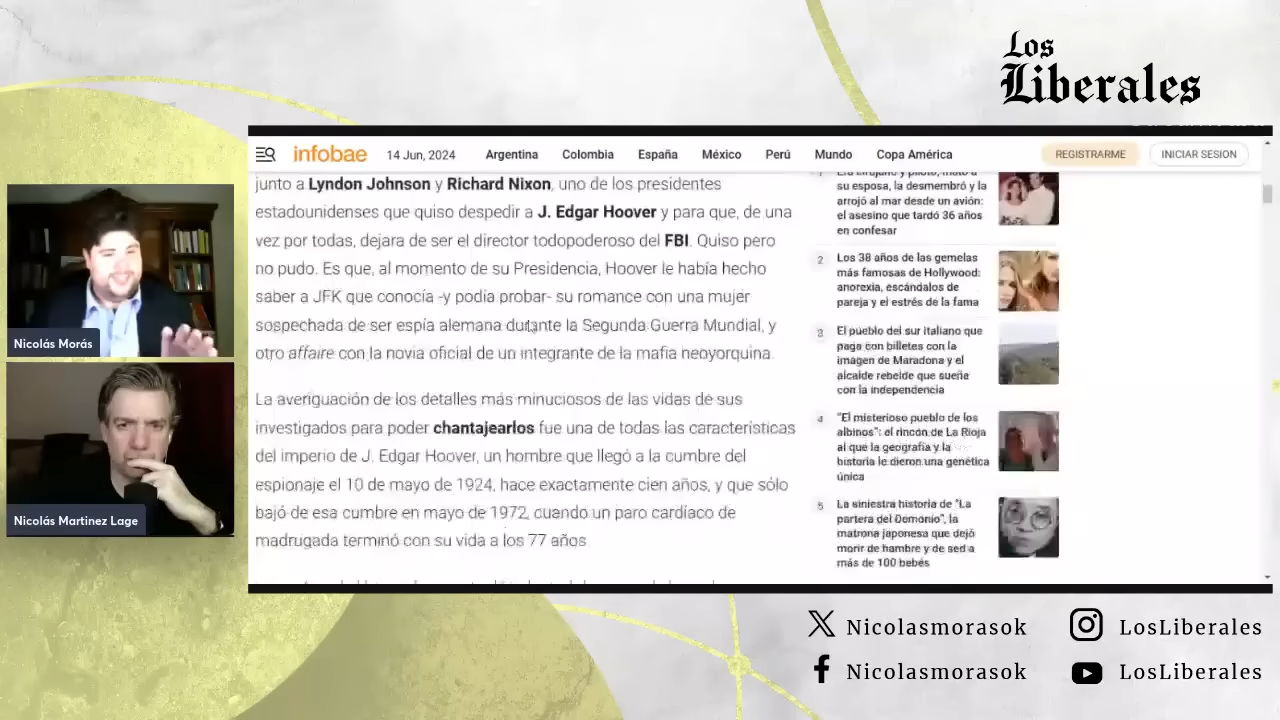 Los
Liberales
infobae
14 Jun, 2024
Argentina
Colombia
España
México
Perú
Mundo
Copa América
REGISTRARME
INICIAR SESION
junto a Lyndon Johnson y Richard Nixon, uno de los presidentes
estadounidenses que quiso despedir a J. Edgar Hoover y para que, de una
vez por todas, dejara de ser el director todopoderoso del FBI. Quiso pero
no pudo. Es que, al momento de su Presidencia, Hoover le había hecho
saber a JFK que conocía -y podía probar- su romance con una mujer
sospechada de ser espía alemana durante la Segunda Guerra Mundial, y
otro affaire con la novia oficial de un integrante de la mafia neoyorquina.
La averiguación de los detalles más minuciosos de las vidas de sus
investigados para poder chantajearlos fue una de todas las características
del imperio de J. Edgar Hoover, un hombre que llegó a la cumbre del
espionaje el 10 de mayo de 1924, hace exactamente cien años, y que sólo
bajó de esa cumbre en mayo de 1972, cuando un paro cardíaco de
madrugada terminó con su vida a los 77 años
Era cirujano y piloto, mató a
su esposa, la desmembró y la
arrojó al mar desde un avión:
el asesino que tardó 36 años
en confesar
2
Los 38 años de las gemelas
más famosas de Hollywood:
anorexia, escándalos de
pareja y el estrés de la fama
3
El pueblo del sur italiano que
paga con billetes con la
imagen de Maradona y el
alcalde rebelde que sueña
con la independencia
4
"El misterioso pueblo de los
albinos": el rincón de La Rioja
al que la geografía y la
historia le dieron una genética
única
5
La siniestra historia de "La
partera del Demonio", la
matrona japonesa que dejó
morir de hambre y de sed a
más de 100 bebés
Nicolás Morás
Nicolás Martinez Lage
Nicolasmorasok
LosLiberales
Nicolasmorasok
LosLiberales